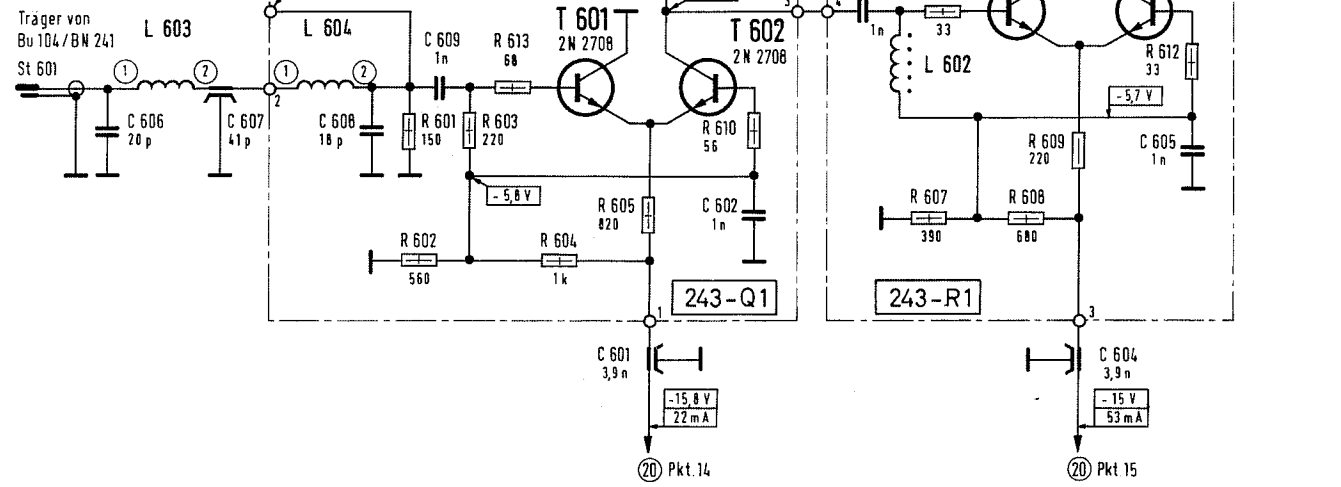 Träger von
Bu 104/BN 241
St 601
L 603
L 604
1
2
1
2
2
C 606
20 p
C 607
41 p
C 608
18 p
R 601
150
C 609
1n
R 603
220
R 613
68
T 601
2N 2708
T 602
2N 2708
R 610
56
- 5,8 V
R 605
820
C 602
1n
R 602
560
R 604
1k
243-Q1
1
C 601
3,9 n
-15,8 V
22 mA
20 Pkt. 14
3
4
1n
33
L 602
R 612
33
- 5,7 V
R 609
220
C 605
1n
R 607
390
R 608
680
243-R1
3
C 604
3,9 n
- 15 V
53 mA
20 Pkt 15